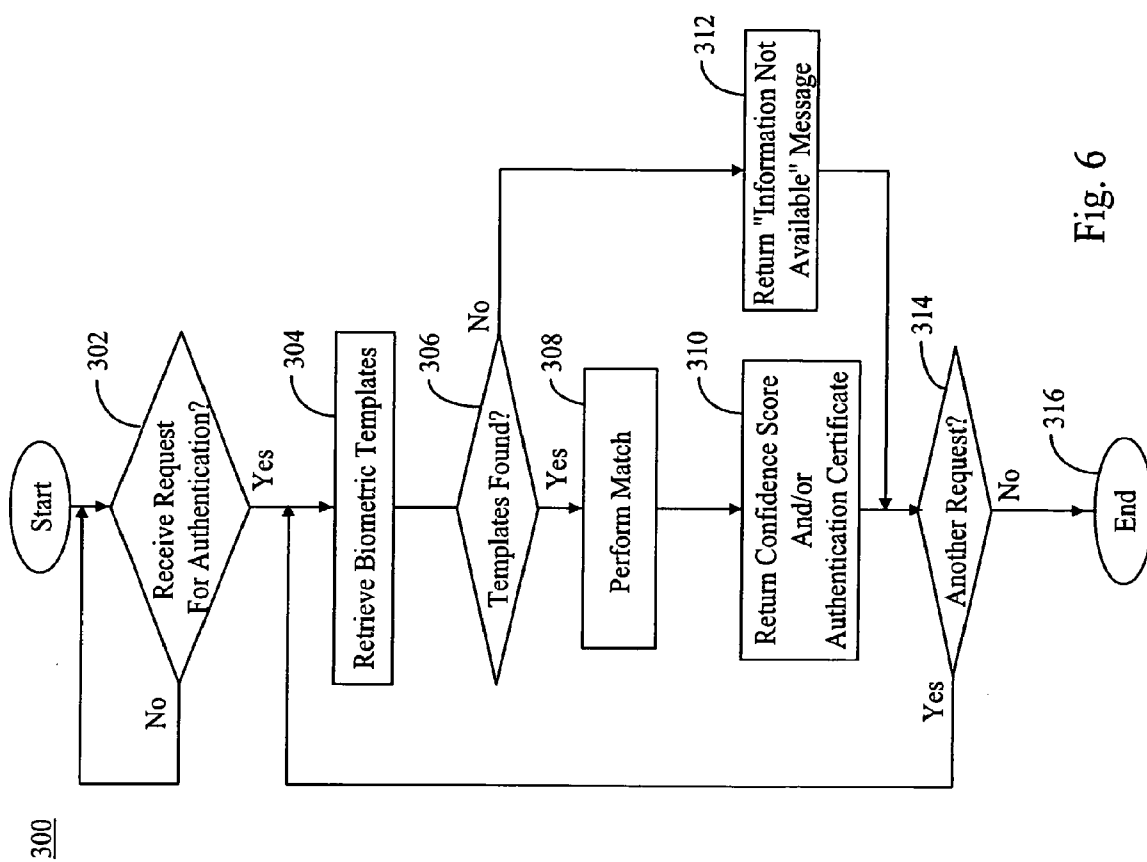 300
Start
302
Receive Request
For Authentication?
No
Yes
304
Retrieve Biometric Templates
306
Templates Found?
No
Yes
308
Perform Match
310
Return Confidence Score
And/or
Authentication Certificate
312
Return "Information Not
Available" Message
314
Another Request?
Yes
No
316
End
Fig. 6